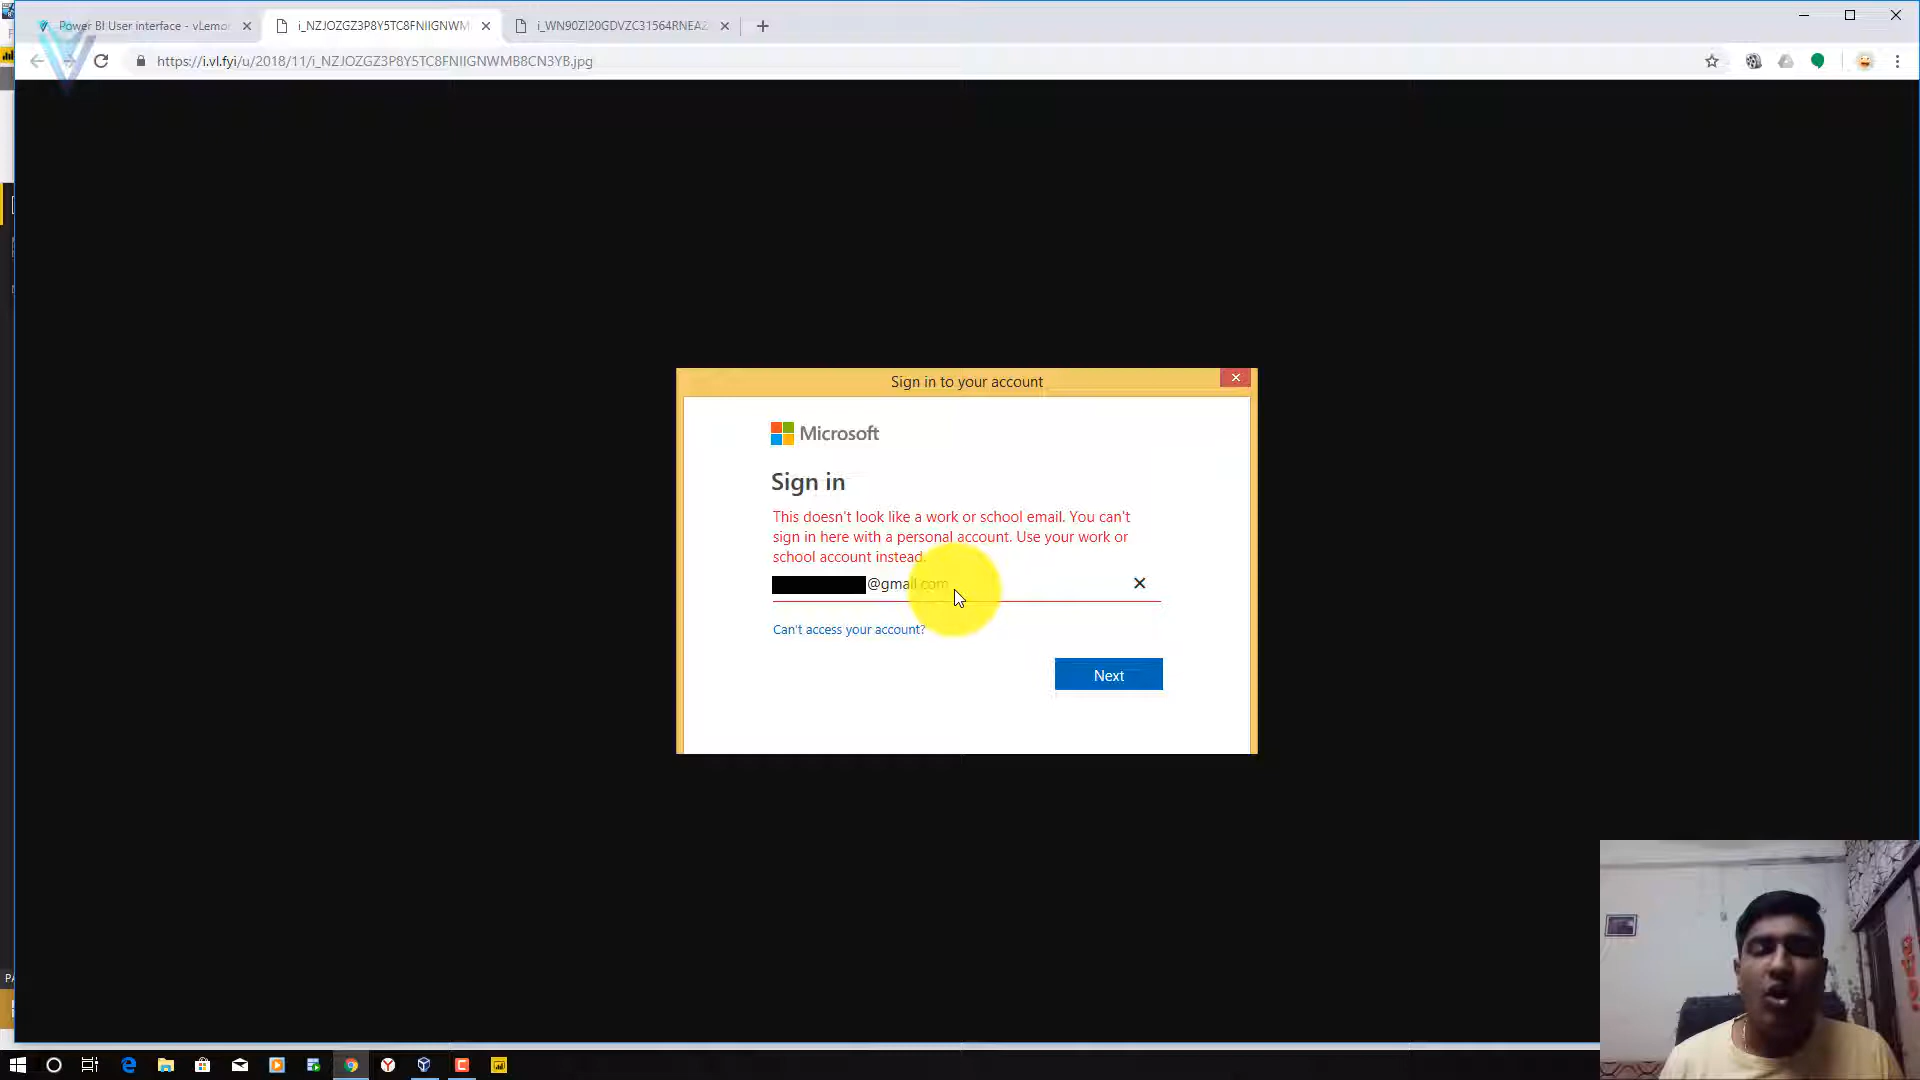 Power BI User interface - vLemo
i_NZJOZGZ3P8Y5TC8FNIIGNWM
i_WN90ZI20GDVZC31564RNEAZ
https://i.vl.fyi/u/2018/11/i_NZJOZGZ3P8Y5TC8FNIIGNWMB8CN3YB.jpg
Sign in to your account
Microsoft
Sign in
This doesn't look like a work or school email. You can't
sign in here with a personal account. Use your work or
school account instead.
@gmail.com
Can't access your account?
Next